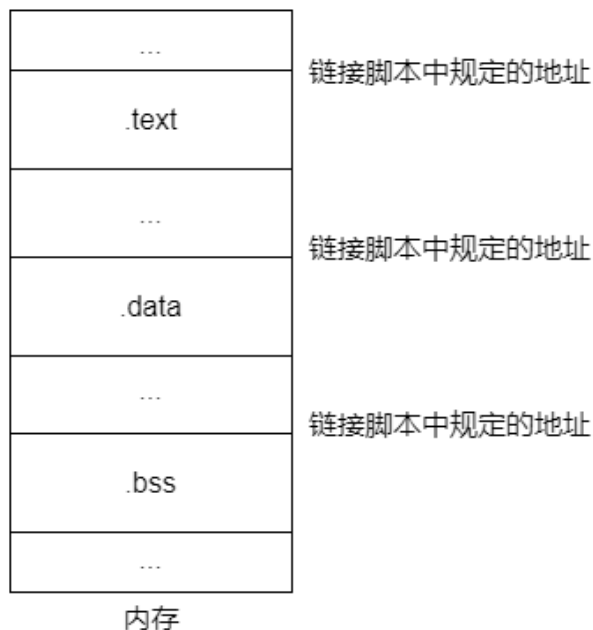 ...
链接脚本中规定的地址
.text
...
链接脚本中规定的地址
.data
...
链接脚本中规定的地址
.bss
...
内存